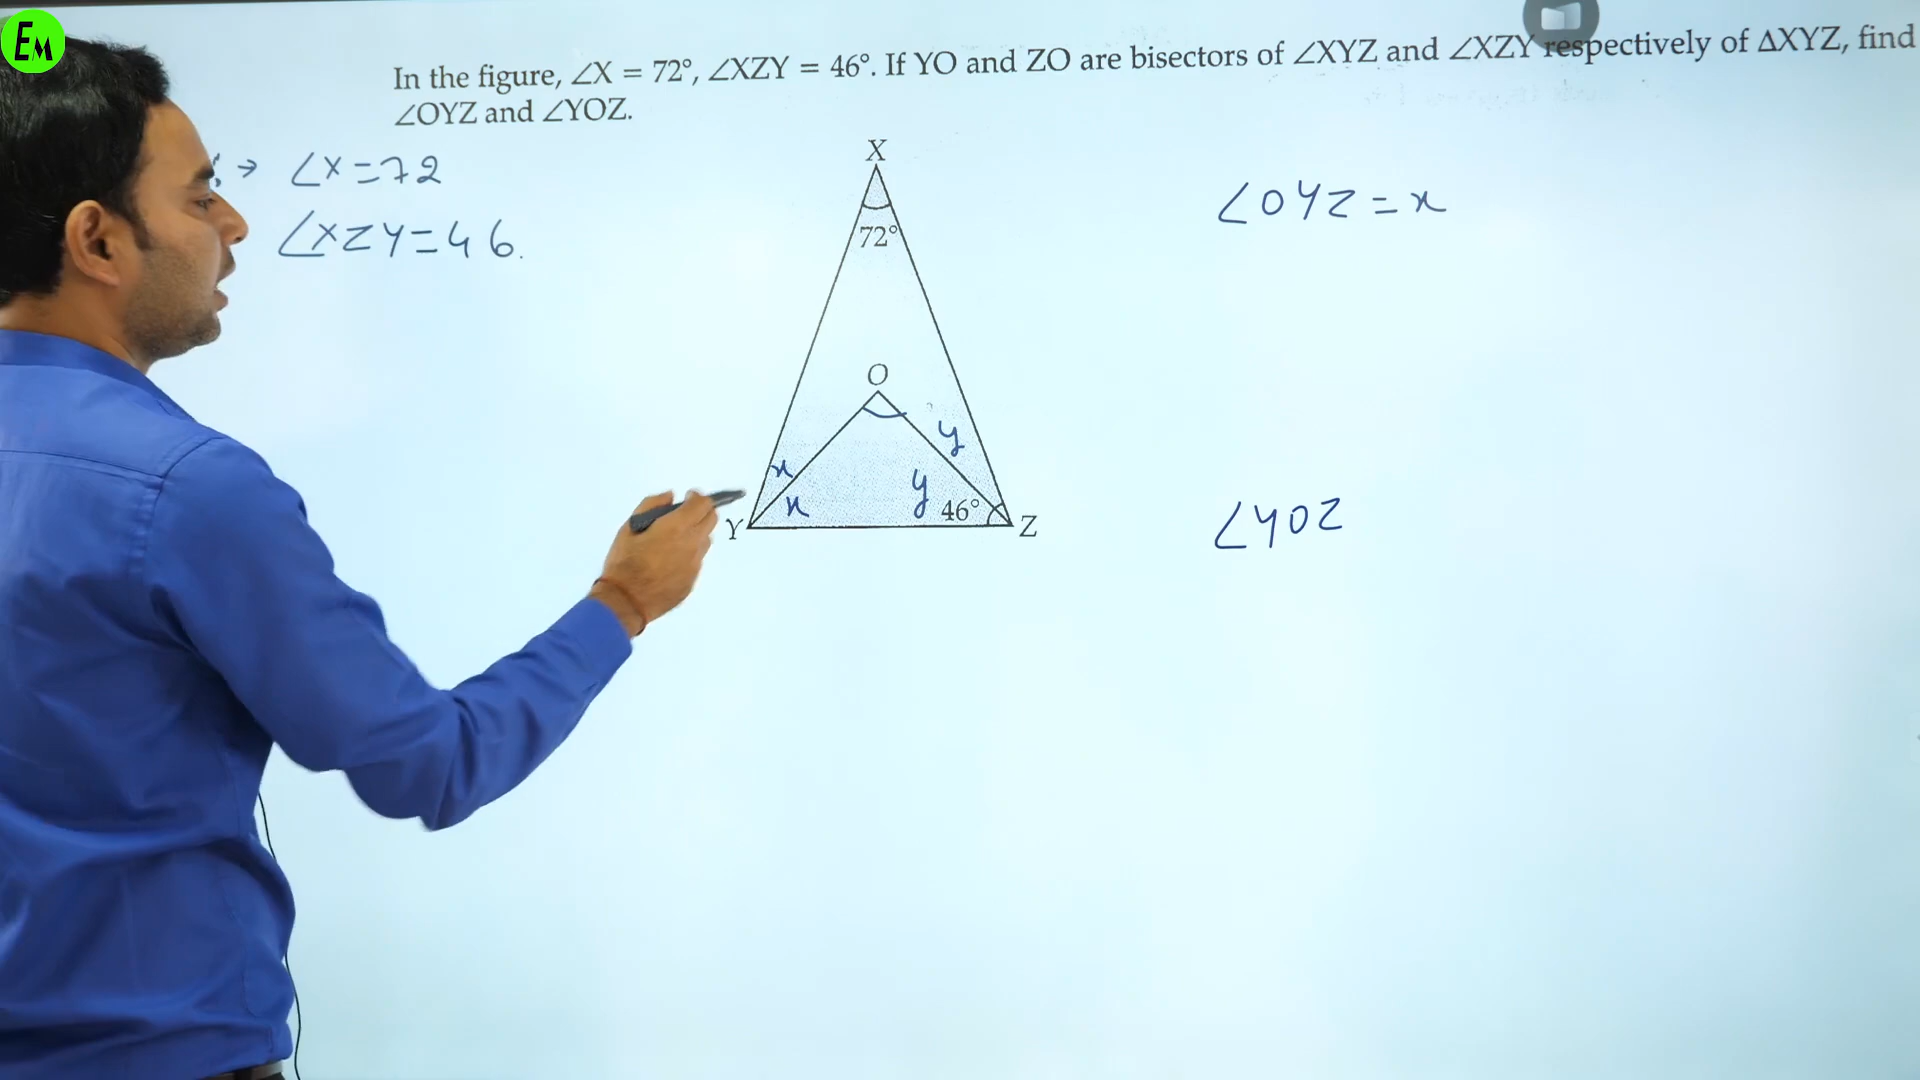 EM
In the figure, ∠X = 72°, ∠XZY = 46°. If YO and ZO are bisectors of ∠XYZ and ∠XZY respectively of ΔXYZ, find
∠OYZ and ∠YOZ.
: → ∠X=72
∠XZY=46.
X
72°
O
x
x
y
y
46°
Y
Z
∠OYZ=x
∠YOZ